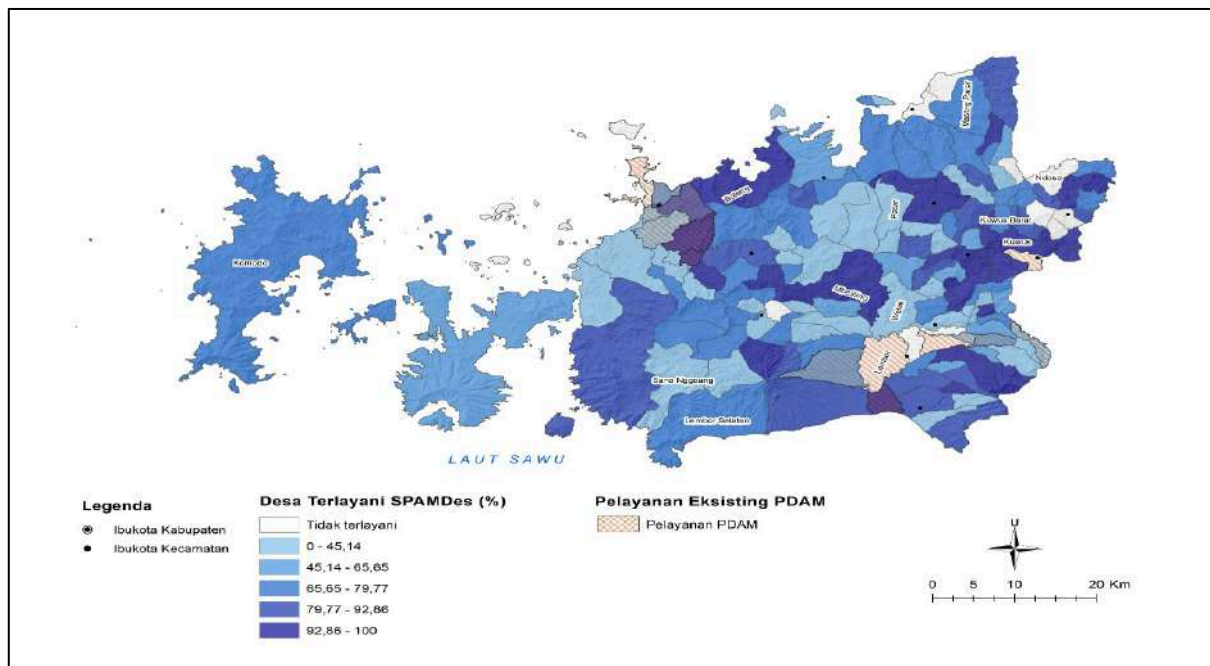 Macang Pacar
Ndoso
Boleng
Pacar
Kuwus Barat
Kuwus
Komodo
Mbeliling
Welak
Lembor
Sano Nggoang
Lembor Selatan
LAUT SAWU
Legenda
Ibukota Kabupaten
Ibukota Kecamatan
Desa Terlayani SPAMDes (%)
Tidak terlayani
0 - 45,14
45,14 - 65,65
65,65 - 79,77
79,77 - 92,86
92,86 - 100
Pelayanan Eksisting PDAM
Pelayanan PDAM
U
0 5 10 20 Km